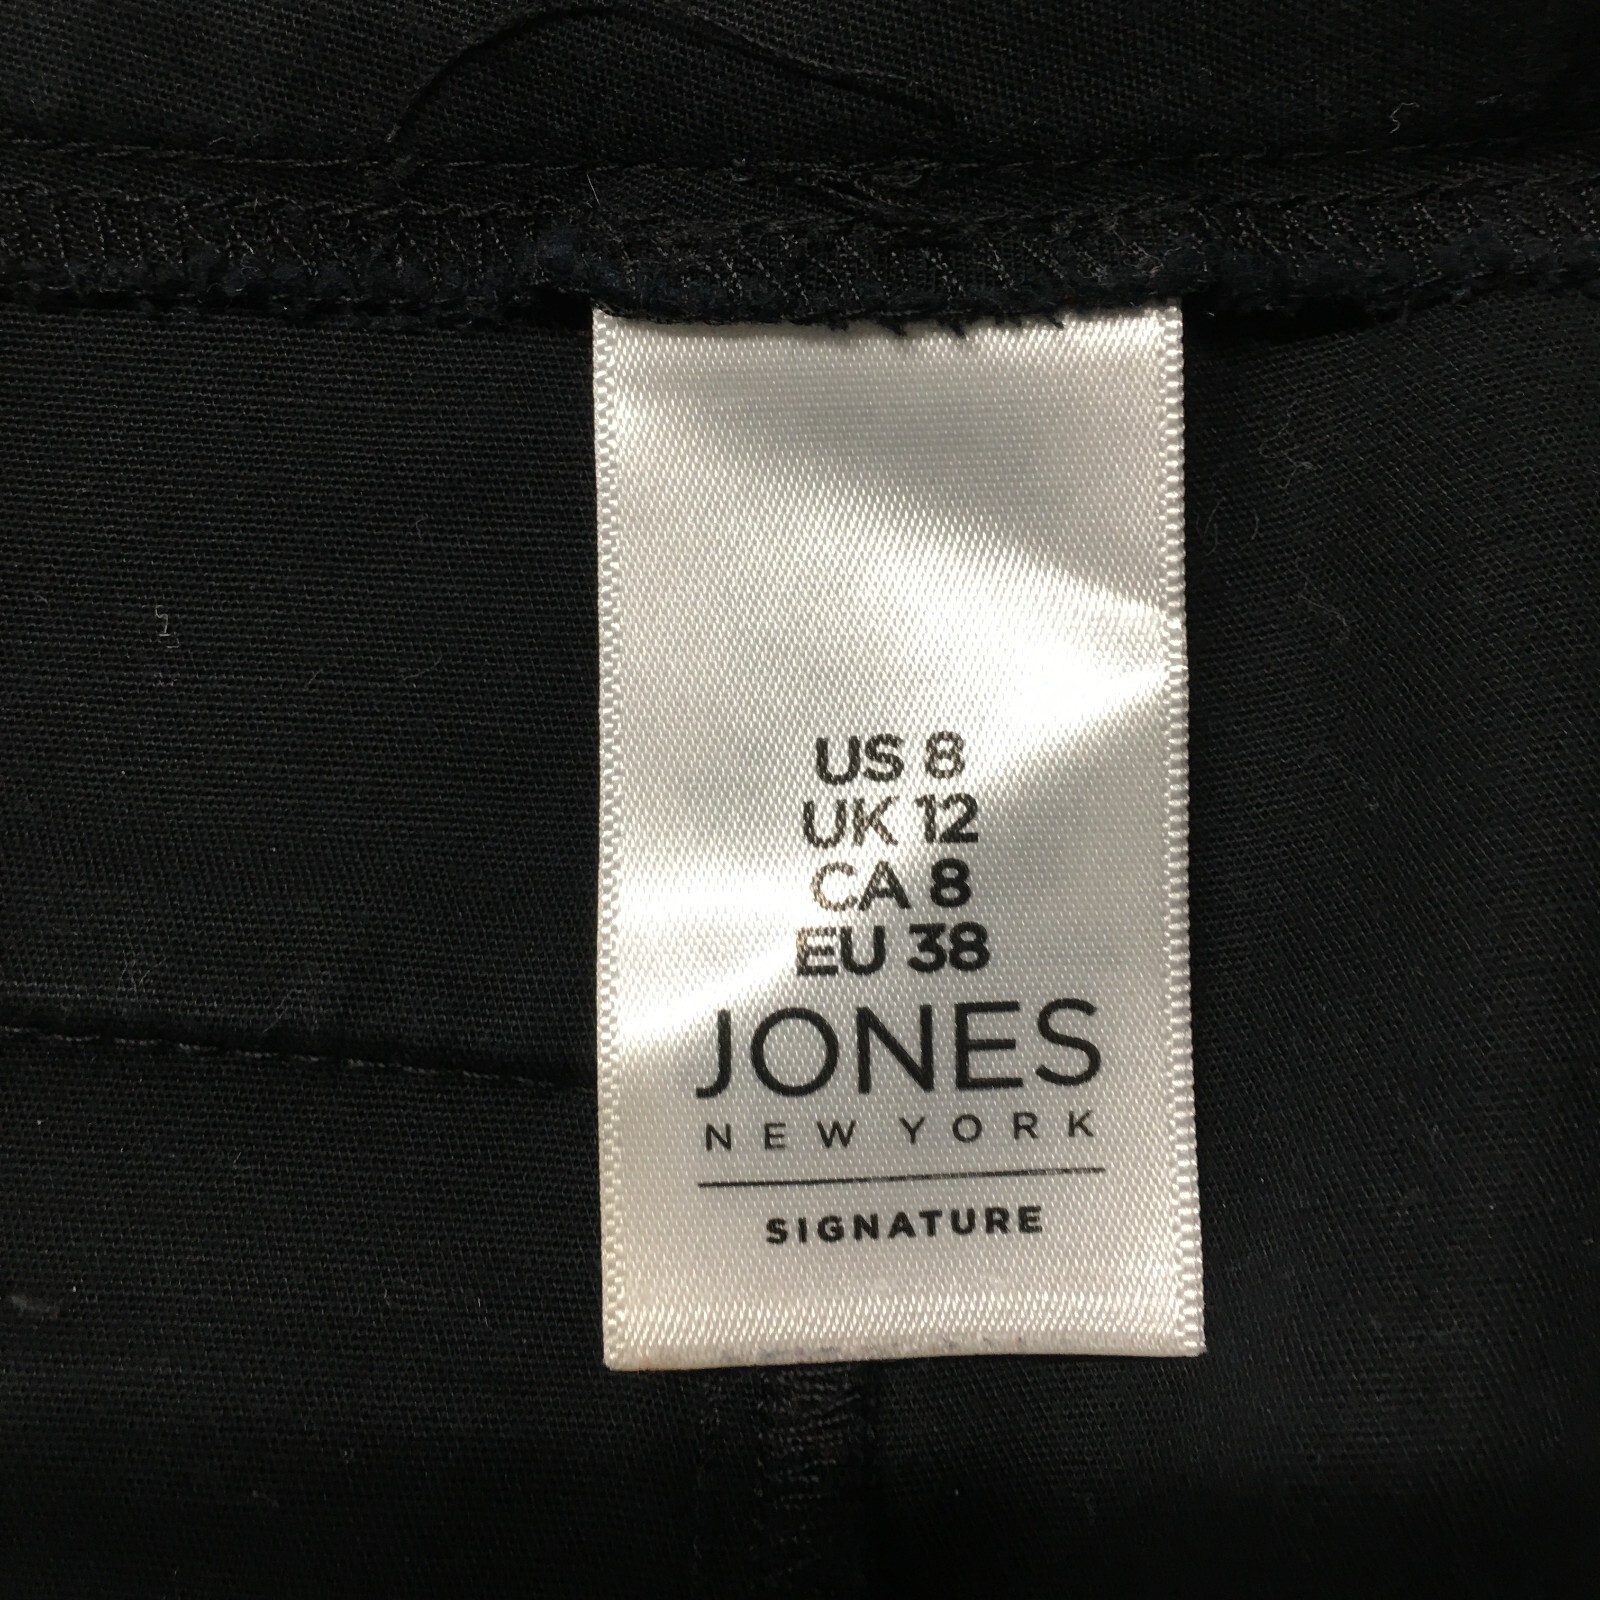 US 8
UK 12
CA 8
EU 38
JONES
NEW YORK
SIGNATURE